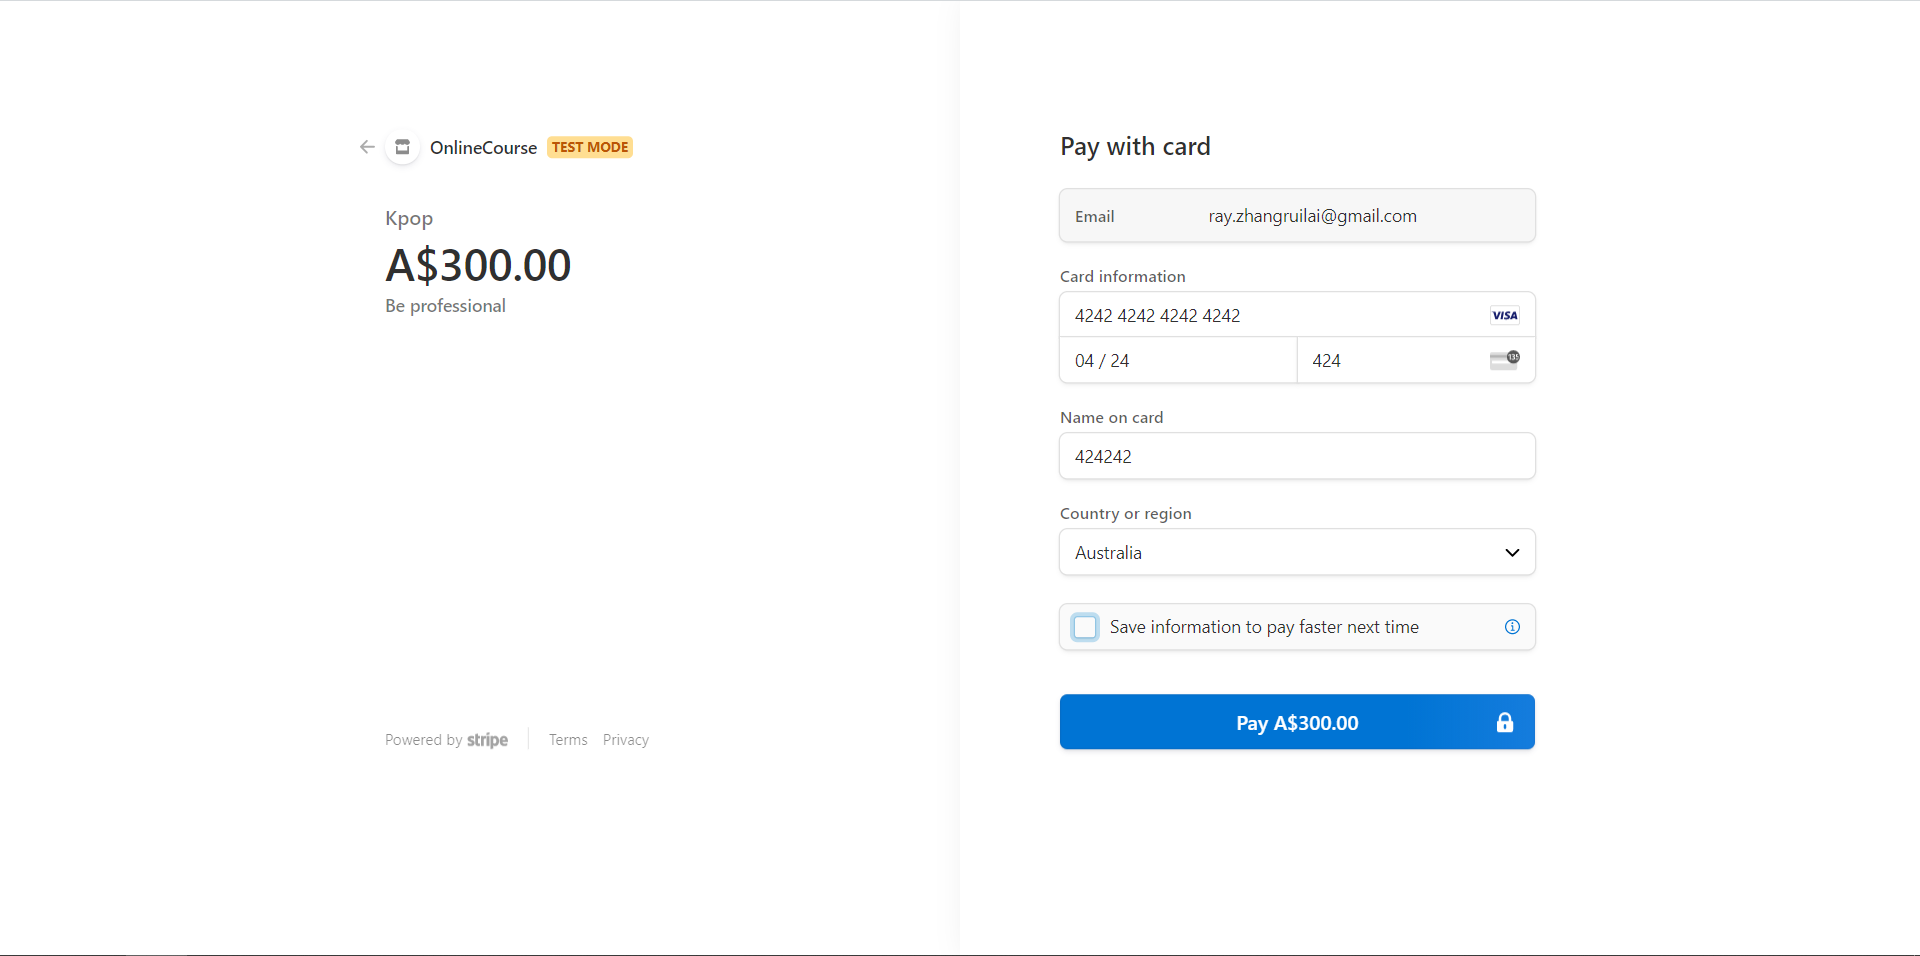 OnlineCourse TEST MODE
Kpop
A$300.00
Be professional
Powered by stripe
Terms Privacy
Pay with card
Email ray.zhangruilai@gmail.com
Card information
4242 4242 4242 4242 VISA
04 / 24 424 135
Name on card
424242
Country or region
Australia
Save information to pay faster next time
Pay A$300.00